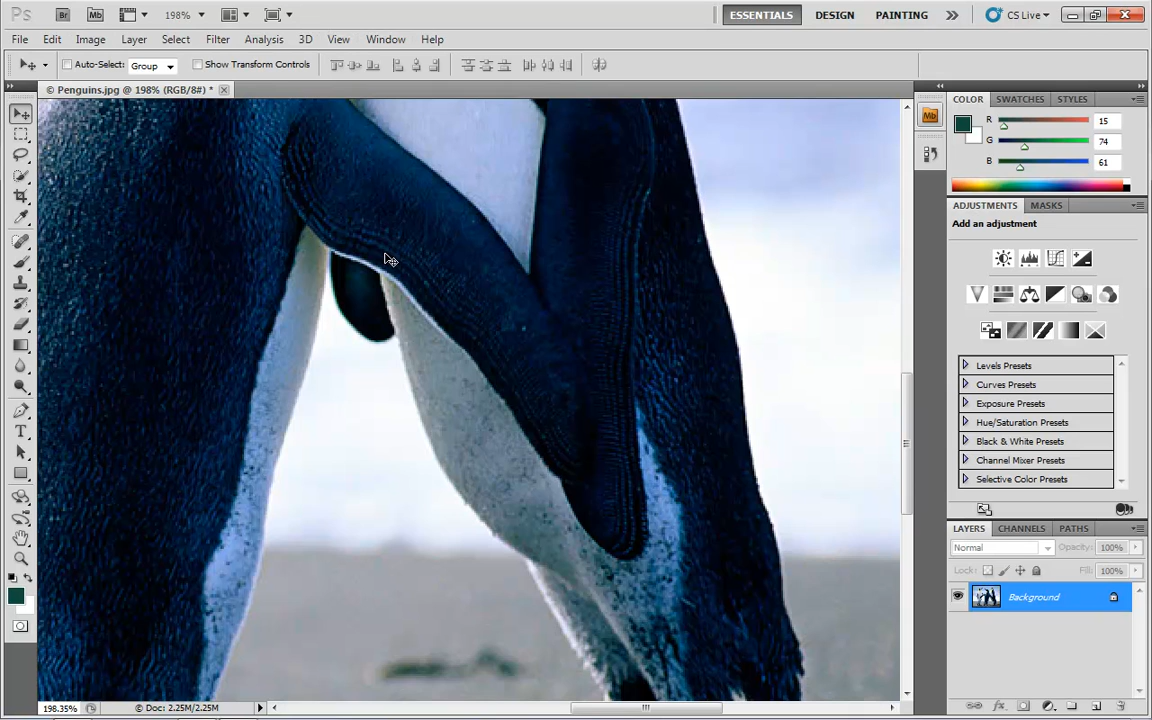 Ps Br Mb 198% ESSENTIALS DESIGN PAINTING CS Live
File Edit Image Layer Select Filter Analysis 3D View Window Help
Auto-Select: Group Show Transform Controls
© Penguins.jpg @ 198% (RGB/8#) *
COLOR SWATCHES STYLES
R 15
G 74
B 61
Mb
ADJUSTMENTS MASKS
Add an adjustment
Levels Presets
Curves Presets
Exposure Presets
Hue/Saturation Presets
Black & White Presets
Channel Mixer Presets
Selective Color Presets
LAYERS CHANNELS PATHS
Normal Opacity: 100%
Lock: Fill: 100%
Background
198.35% © Doc: 2.25M/2.25M